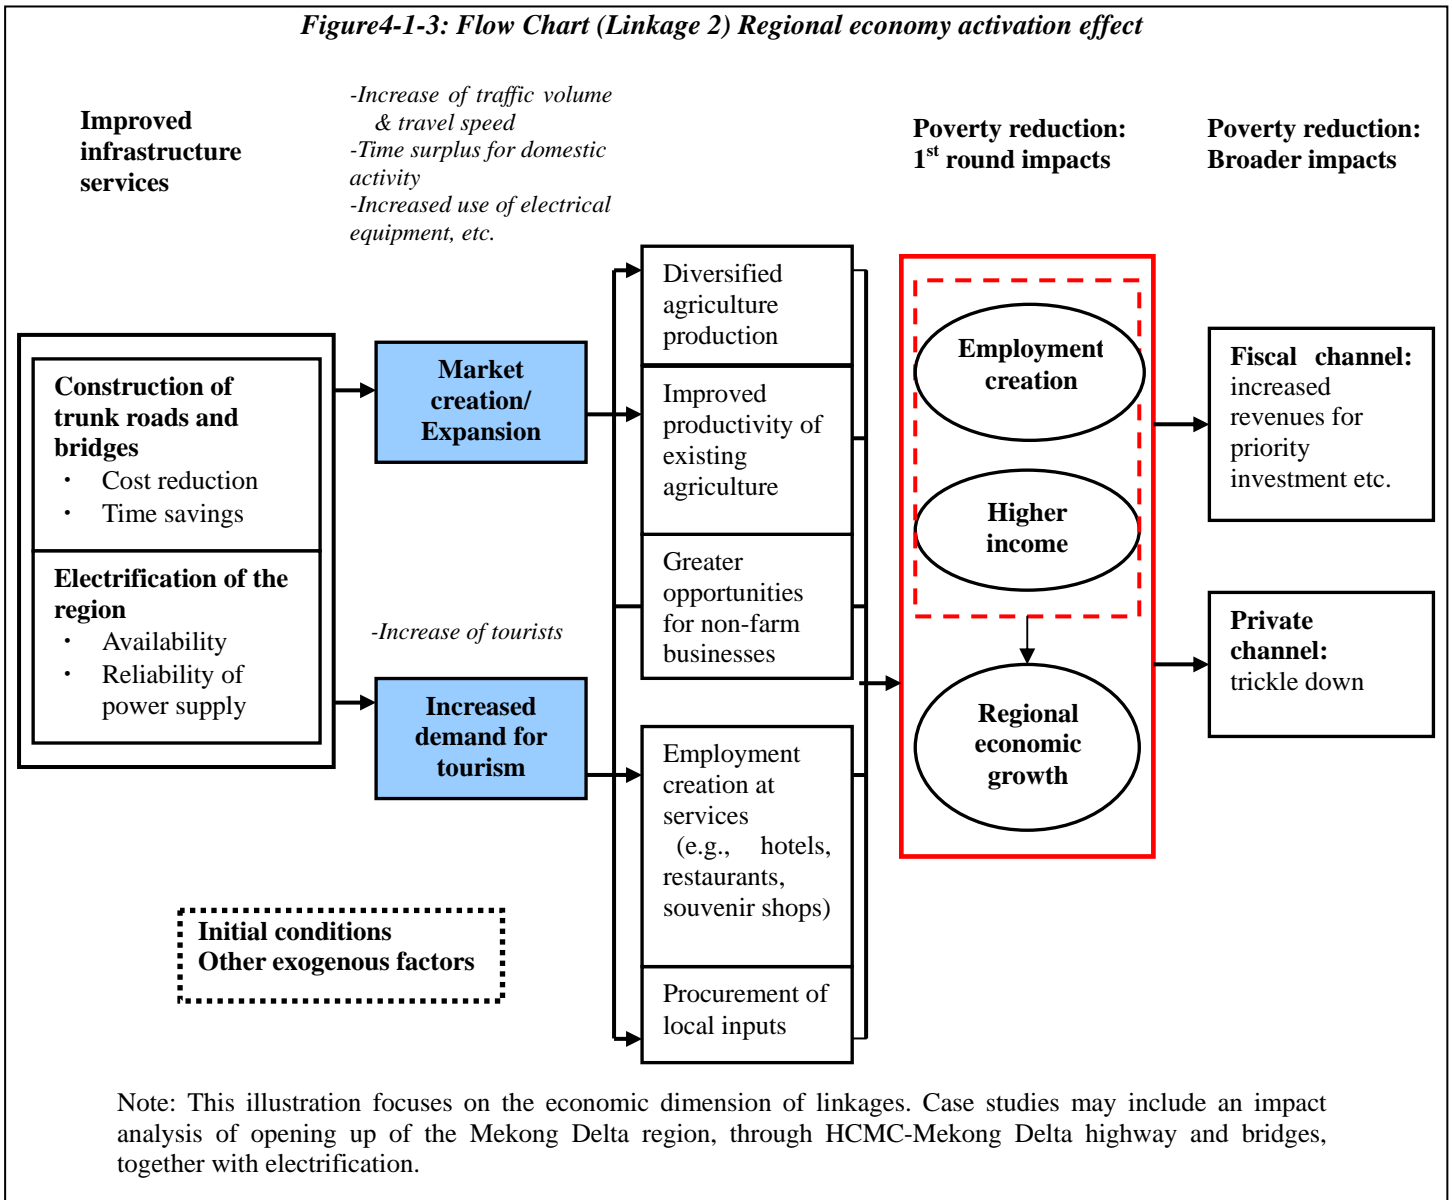 Figure4-1-3: Flow Chart (Linkage 2) Regional economy activation effect
Improved
infrastructure
services
-Increase of traffic volume
& travel speed
-Time surplus for domestic
activity
-Increased use of electrical
equipment, etc.
Poverty reduction:
1st round impacts
Poverty reduction:
Broader impacts
Construction of
trunk roads and
bridges
・ Cost reduction
・ Time savings
Electrification of the
region
・ Availability
・ Reliability of
power supply
Market
creation/
Expansion
-Increase of tourists
Increased
demand for
tourism
Diversified
agriculture
production
Improved
productivity of
existing
agriculture
Greater
opportunities
for non-farm
businesses
Employment
creation at
services
(e.g., hotels,
restaurants,
souvenir shops)
Procurement of
local inputs
Employment
creation
Higher
income
Regional
economic
growth
Fiscal channel:
increased
revenues for
priority
investment etc.
Private
channel:
trickle down
Initial conditions
Other exogenous factors
Note: This illustration focuses on the economic dimension of linkages. Case studies may include an impact
analysis of opening up of the Mekong Delta region, through HCMC-Mekong Delta highway and bridges,
together with electrification.